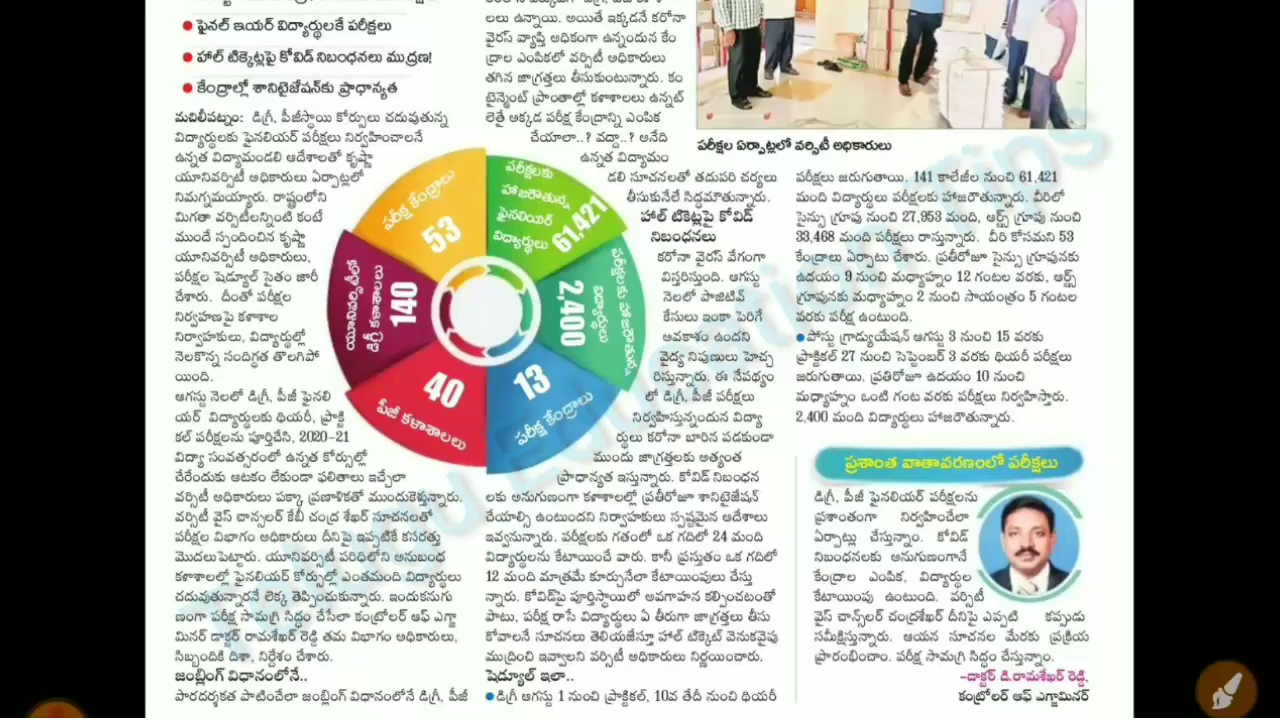 ● ఫైనల్ ఇయర్ విద్యార్థులకే పరీక్షలు
● హాల్ టిక్కెట్లపై కోవిడ్ నిబంధనలు ముద్రణ!
● కేంద్రాల్లో శానిటైజేషన్‌కు ప్రాధాన్యత
మచిలీపట్నం: డిగ్రీ, పీజీస్థాయి కోర్సులు చదువుతున్న
విద్యార్థులకు ఫైనలియర్ పరీక్షలు నిర్వహించాలనే
ఉన్నత విద్యామండలి ఆదేశాలతో కృష్ణా
యూనివర్సిటీ అధికారులు ఏర్పాట్లలో
నిమగ్నమయ్యారు. రాష్ట్రంలోని
మిగతా వర్సిటీలన్నింటి కంటే
ముందే స్పందించిన కృష్ణా
యూనివర్సిటీ అధికారులు,
పరీక్షల షెడ్యూల్ సైతం జారీ
చేశారు. దీంతో పరీక్షల
నిర్వహణపై కళాశాల
నిర్వాహకులు, విద్యార్థుల్లో
నెలకొన్న సందిగ్ధత తొలగిపో
యింది.
ఆగస్టు నెలలో డిగ్రీ, పీజీ ఫైనలి
యర్ విద్యార్థులకు థియరీ, ప్రాక్టి
కల్ పరీక్షలను పూర్తిచేసి, 2020-21
విద్యా సంవత్సరంలో ఉన్నత కోర్సుల్లో
చేరేందుకు ఆటకం లేకుండా ఫలితాలు ఇచ్చేలా
వర్సిటీ అధికారులు పక్కా ప్రణాళికతో ముందుకెళ్తున్నారు.
వర్సిటీ వైస్ చాన్సలర్ కేబీ చంద్ర శేఖర్ సూచనలతో
పరీక్షల విభాగం అధికారులు దీనిపై ఇప్పటికే కసరత్తు
మొదలుపెట్టారు. యూనివర్సిటీ పరిధిలోని అనుబంధ
కళాశాలల్లో ఫైనలియర్ కోర్సుల్లో ఎంతమంది విద్యార్థులు
చదువుతున్నారనే లెక్క తెప్పించుకున్నారు. ఇందుకనుగు
ణంగా పరీక్ష సామగ్రి సిద్ధం చేసేలా కంట్రోలర్ ఆఫ్ ఎగ్జా
మినర్ డాక్టర్ రామశేఖర్ రెడ్డి తమ విభాగం అధికారులు,
సిబ్బందికి దిశా, నిర్దేశం చేశారు.
జంబ్లింగ్ విధానంలోనే..
పారదర్శకత పాటించేలా జంబ్లింగ్ విధానంలోనే డిగ్రీ, పీజీ
లు ఉన్నాయి. అయితే ఇక్కడనే కరోనా
వైరస్ వ్యాప్తి అధికంగా ఉన్నందున కేం
ద్రాల ఎంపికలో వర్సిటీ అధికారులు
తగిన జాగ్రత్తలు తీసుకుంటున్నారు. కం
టైన్మెంట్ ప్రాంతాల్లో కళాశాలలు ఉన్నట్
లైతే అక్కడ పరీక్ష కేంద్రాన్ని ఎంపిక
చేయాలా..? వద్దా..? అనేది
ఉన్నత విద్యామం
డలి సూచనలతో తదుపరి చర్యలు
తీసుకునేలే సిద్ధమౌతున్నారు.
హాల్ టికెట్లపై కోవిడ్
నిబంధనలు
కరోనా వైరస్ వేగంగా
విస్తరిస్తుంది. ఆగస్టు
నెలలో పాజిటివ్
కేసులు ఇంకా పెరిగే
అవకాశం ఉందని
వైద్య నిపుణులు హెచ్చ
రిస్తున్నారు. ఈ నేపథ్యం
లో డిగ్రీ, పీజీ పరీక్షలు
నిర్వహిస్తున్నందున విద్యా
ర్థులు కరోనా బారిన పడకుండా
ముందు జాగ్రత్తలకు అత్యంత
ప్రాధాన్యత ఇస్తున్నారు. కోవిడ్ నిబంధన
లకు అనుగుణంగా కళాశాలల్లో ప్రతీరోజూ శానిటైజేషన్
చేయాల్సి ఉంటుందని నిర్వాహకులు స్పష్టమైన ఆదేశాలు
ఇవ్వనున్నారు. పరీక్షలకు గతంలో ఒక గదిలో 24 మంది
విద్యార్థులను కేటాయించే వారు. కానీ ప్రస్తుతం ఒక గదిలో
12 మంది మాత్రమే కూర్చునేలా కేటాయింపులు చేస్తు
న్నారు. కోవిడ్‌పై పూర్తిస్థాయిలో అవగాహన కల్పించటంతో
పాటు, పరీక్ష రాసే విద్యార్థులు ఏ తీరుగా జాగ్రత్తలు తీసు
కోవాలనే సూచనలు తెలియజేస్తూ హాల్ టిక్కెట్ వెనుకవైపు
ముద్రించి ఇవ్వాలని వర్సిటీ అధికారులు నిర్ణయించారు.
షెడ్యూల్ ఇలా..
● డిగ్రీ ఆగస్టు 1 నుంచి ప్రాక్టికల్, 10వ తేదీ నుంచి థియరీ
పరీక్ష కేంద్రాలు
53
పరీక్షలకు
హాజరౌతున్న
ఫైనలియర్
విద్యార్థులు
61,421
2,400
13
పరీక్ష కేంద్రాలు
40
పీజీ కళాశాలలు
యూనివర్సిటీలో
డిగ్రీ కళాశాలలు
140
పరీక్షల ఏర్పాట్లలో వర్సిటీ అధికారులు
పరీక్షలు జరుగుతాయి. 141 కాలేజీల నుంచి 61,421
మంది విద్యార్థులు పరీక్షలకు హాజరౌతున్నారు. వీరిలో
సైన్సు గ్రూపు నుంచి 27,953 మంది, ఆర్ట్స్ గ్రూపు నుంచి
33,468 మంది పరీక్షలు రాస్తున్నారు. వీరి కోసమని 53
కేంద్రాలు ఏర్పాటు చేశారు. ప్రతీరోజూ సైన్సు గ్రూపునకు
ఉదయం 9 నుంచి మధ్యాహ్నం 12 గంటల వరకు, ఆర్ట్స్
గ్రూపునకు మధ్యాహ్నం 2 నుంచి సాయంత్రం 5 గంటల
వరకు పరీక్ష ఉంటుంది.
● పోస్టు గ్రాడ్యుయేషన్ ఆగస్టు 3 నుంచి 15 వరకు
ప్రాక్టికల్ 27 నుంచి సెప్టెంబర్ 3 వరకు థియరీ పరీక్షలు
జరుగుతాయి. ప్రతిరోజూ ఉదయం 10 నుంచి
మధ్యాహ్నం ఒంటి గంట వరకు పరీక్షలు నిర్వహిస్తారు.
2,400 మంది విద్యార్థులు హాజరౌతున్నారు.
ప్రశాంత వాతావరణంలో పరీక్షలు
డిగ్రీ, పీజీ ఫైనలియర్ పరీక్షలను
ప్రశాంతంగా నిర్వహించేలా
ఏర్పాట్లు చేస్తున్నాం. కోవిడ్
నిబంధనలకు అనుగుణంగానే
కేంద్రాల ఎంపిక, విద్యార్థుల
కేటాయింపు ఉంటుంది. వర్సిటీ
వైస్ చాన్స్‌లర్ చంద్రశేఖర్ దీనిపై ఎప్పటి కప్పుడు
సమీక్షిస్తున్నారు. ఆయన సూచనల మేరకు ప్రక్రియ
ప్రారంభించాం. పరీక్ష సామగ్రి సిద్ధం చేస్తున్నాం.
-డాక్టర్ డి.రామశేఖర్ రెడ్డి,
కంట్రోలర్ ఆఫ్ ఎగ్జామినర్
Telugu Education Tips